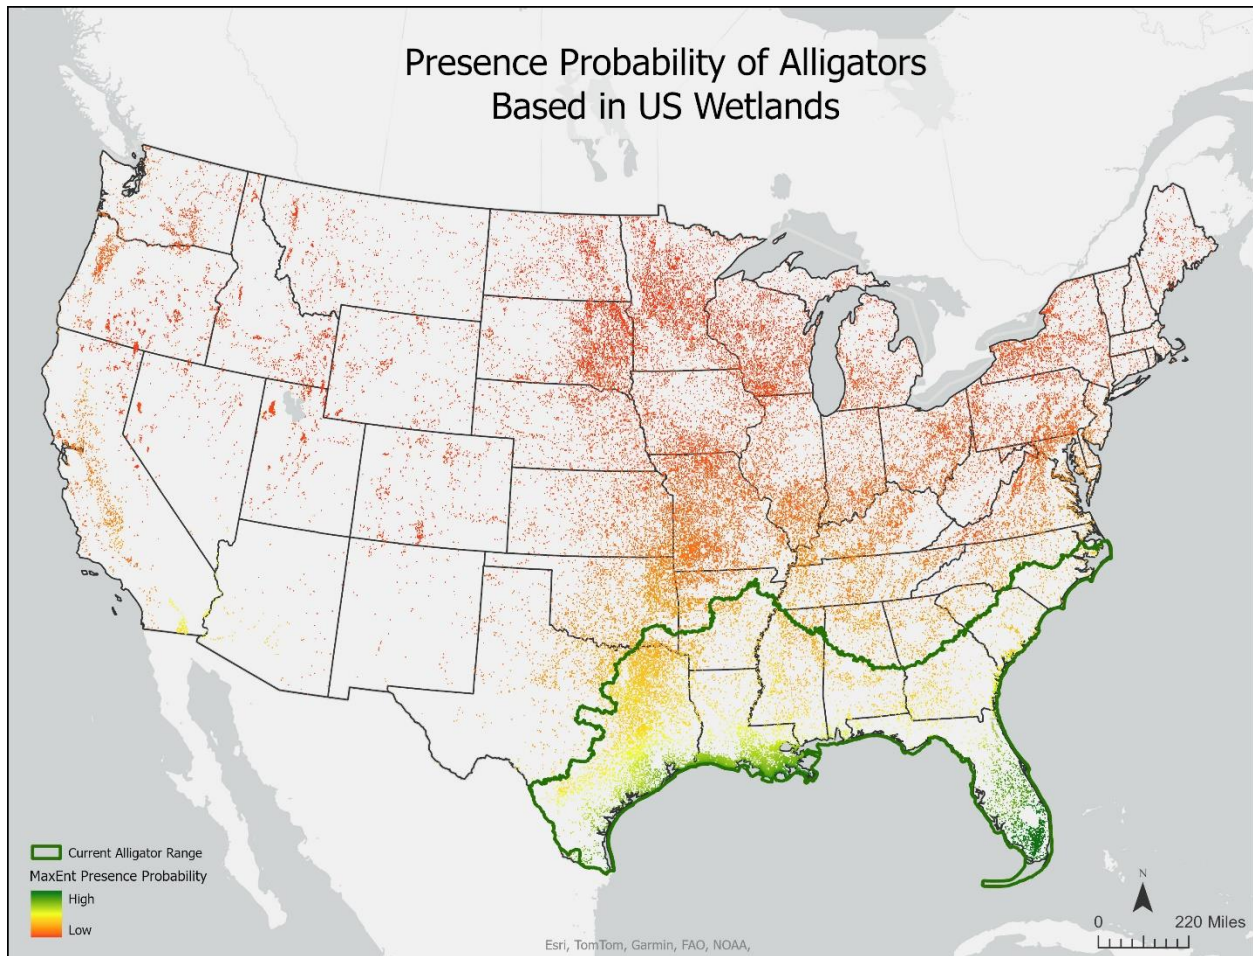 Presence Probability of Alligators
Based in US Wetlands
Current Alligator Range
MaxEnt Presence Probability
High
Low
N
0 220 Miles
Esri, TomTom, Garmin, FAO, NOAA,